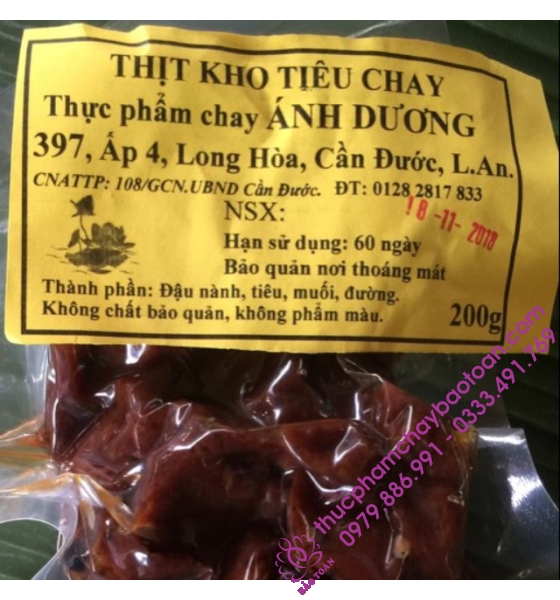 THỊT KHO TIÊU CHAY
Thực phẩm chay ÁNH DƯƠNG
397, Ấp 4, Long Hòa, Cần Đước, L.An.
CNATTP: 108/GCN.UBND Cần Đước. ĐT: 0128 2817 833
NSX: 18-11-2018
Hạn sử dụng: 60 ngày
Bảo quản nơi thoáng mát
Thành phần: Đậu nành, tiêu, muối, đường.
Không chất bảo quản, không phẩm màu. 200g
thucphamchaybaotoan.com
0979.886.991 - 0333.491.769
BẢO TOÀN